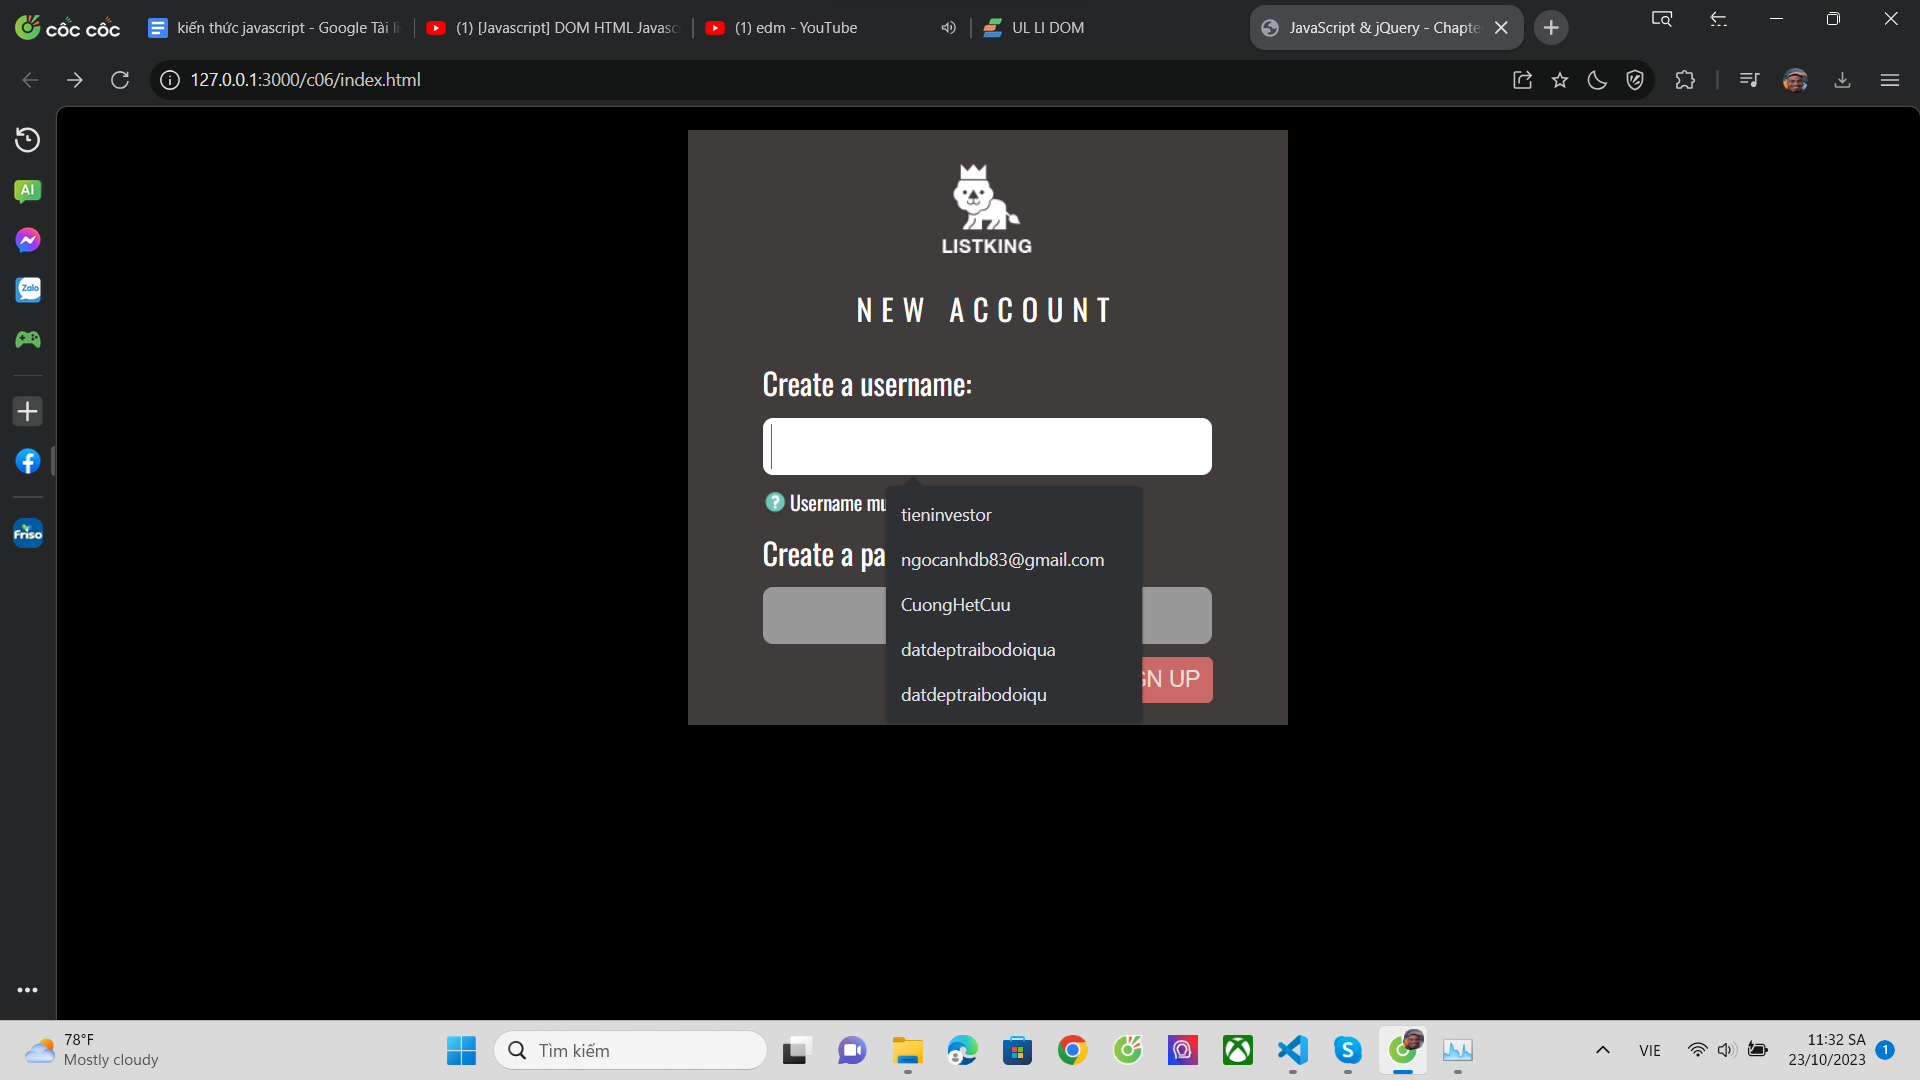 cốc cốc
kiến thức javascript - Google Tài li
(1) [Javascript] DOM HTML Javasc
(1) edm - YouTube
UL LI DOM
JavaScript & jQuery - Chapte
127.0.0.1:3000/c06/index.html
AI
Zalo
Friso
LISTKING
NEW ACCOUNT
Create a username:
Username mu
tieninvestor
ngocanhdb83@gmail.com
CuongHetCuu
datdeptraibodoiqua
datdeptraibodoiqu
Create a pa
GN UP
78°F
Mostly cloudy
Tìm kiếm
VIE
11:32 SA
23/10/2023
1